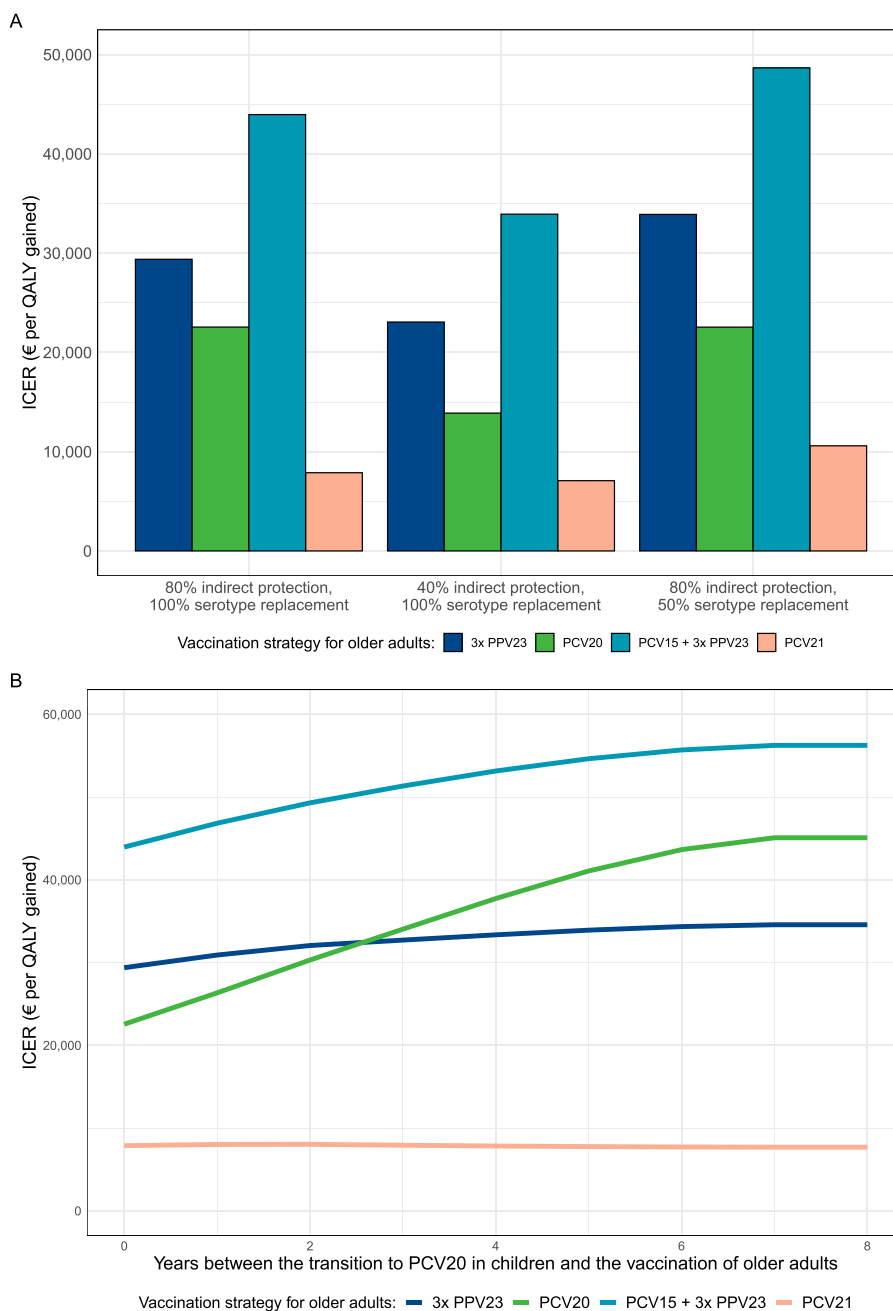 A
ICER (€ per QALY gained)
50,000
40,000
30,000
20,000
10,000
0
80% indirect protection,
100% serotype replacement
40% indirect protection,
100% serotype replacement
80% indirect protection,
50% serotype replacement
Vaccination strategy for older adults: 3x PPV23 PCV20 PCV15 + 3x PPV23 PCV21
B
ICER (€ per QALY gained)
60,000
40,000
20,000
0
0 2 4 6 8
Years between the transition to PCV20 in children and the vaccination of older adults
Vaccination strategy for older adults: 3x PPV23 PCV20 PCV15 + 3x PPV23 PCV21